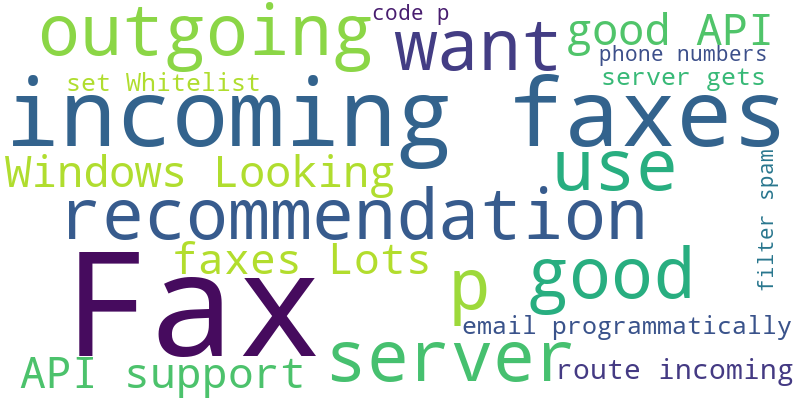 code p
outgoing
want
good API
phone numbers
set Whitelist
server gets
incoming faxes
Windows Looking
use
filter spam
recommendation
Fax
faxes Lots
p
good
email programmatically
server
API support
route incoming